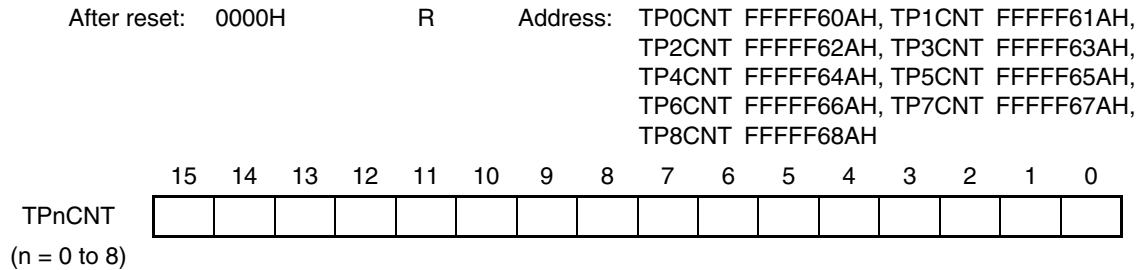 After reset: 0000H R Address: TP0CNT FFFFF60AH, TP1CNT FFFFF61AH,
TP2CNT FFFFF62AH, TP3CNT FFFFF63AH,
TP4CNT FFFFF64AH, TP5CNT FFFFF65AH,
TP6CNT FFFFF66AH, TP7CNT FFFFF67AH,
TP8CNT FFFFF68AH
15 14 13 12 11 10 9 8 7 6 5 4 3 2 1 0
TPnCNT
(n = 0 to 8)